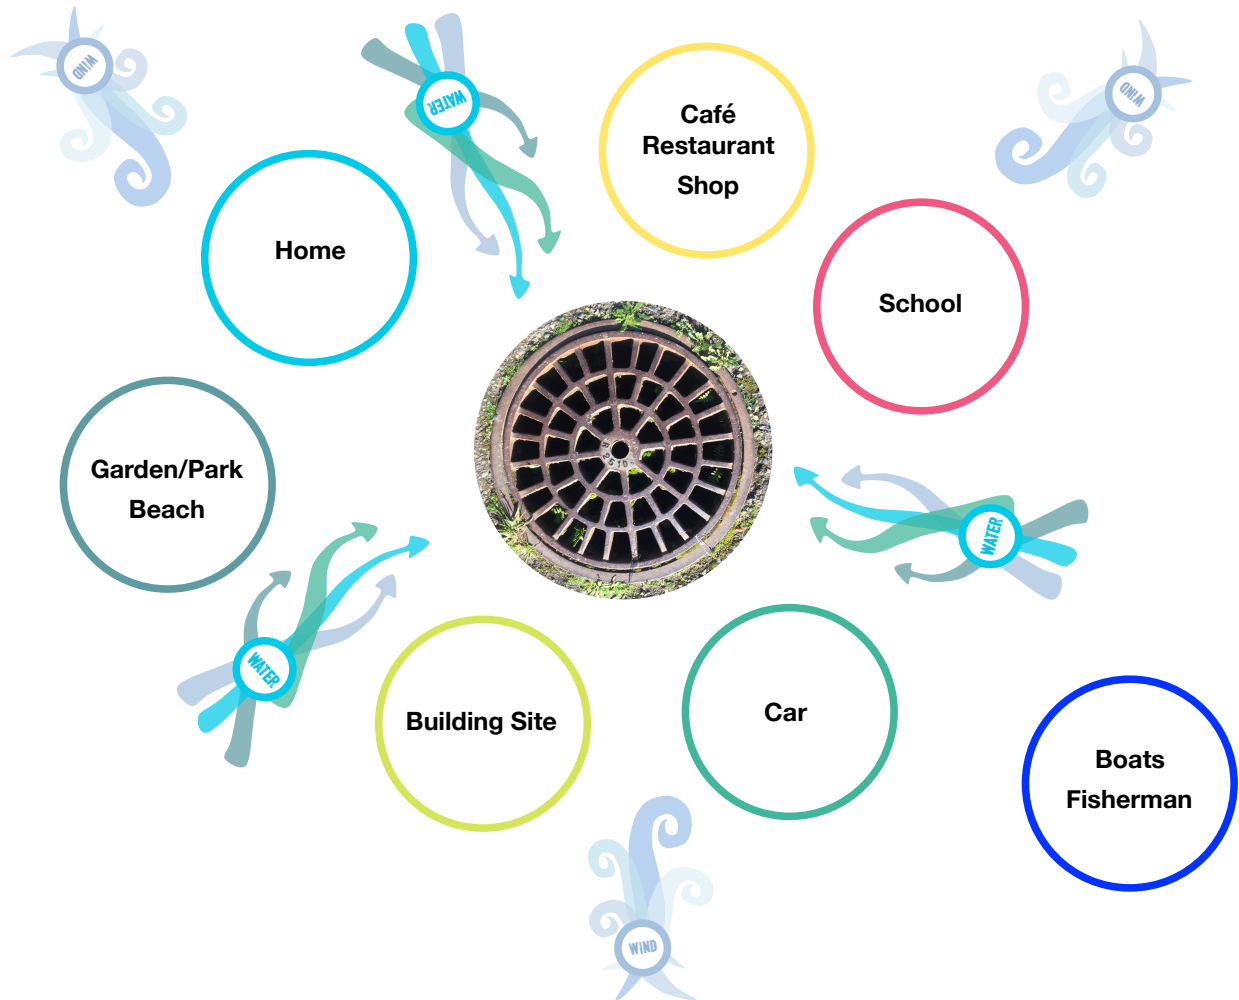 WIND
WATER
Café
Restaurant
Shop
WIND
Home
School
Garden/Park
Beach
WATER
WATER
Building Site
Car
Boats
Fisherman
WIND